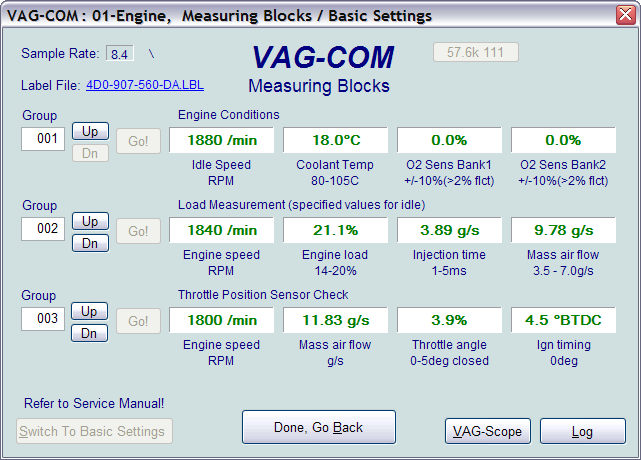 VAG-COM : 01-Engine,  Measuring Blocks / Basic Settings
Sample Rate: 8.4 \
VAG-COM
57.6k 111
Label File: 4D0-907-560-DA.LBL
Measuring Blocks
Group
Engine Conditions
001 Up Dn Go! 1880 /min 18.0°C 0.0% 0.0%
Idle Speed Coolant Temp O2 Sens Bank1 O2 Sens Bank2
RPM 80-105C +/-10%(>2% flct) +/-10%(>2% flct)
Group
Load Measurement (specified values for idle)
002 Up Dn Go! 1840 /min 21.1% 3.89 g/s 9.78 g/s
Engine speed Engine load Injection time Mass air flow
RPM 14-20% 1-5ms 3.5 - 7.0g/s
Group
Throttle Position Sensor Check
003 Up Dn Go! 1800 /min 11.83 g/s 3.9% 4.5 °BTDC
Engine speed Mass air flow Throttle angle Ign timing
RPM g/s 0-5deg closed 0deg
Refer to Service Manual!
Switch To Basic Settings Done, Go Back VAG-Scope Log